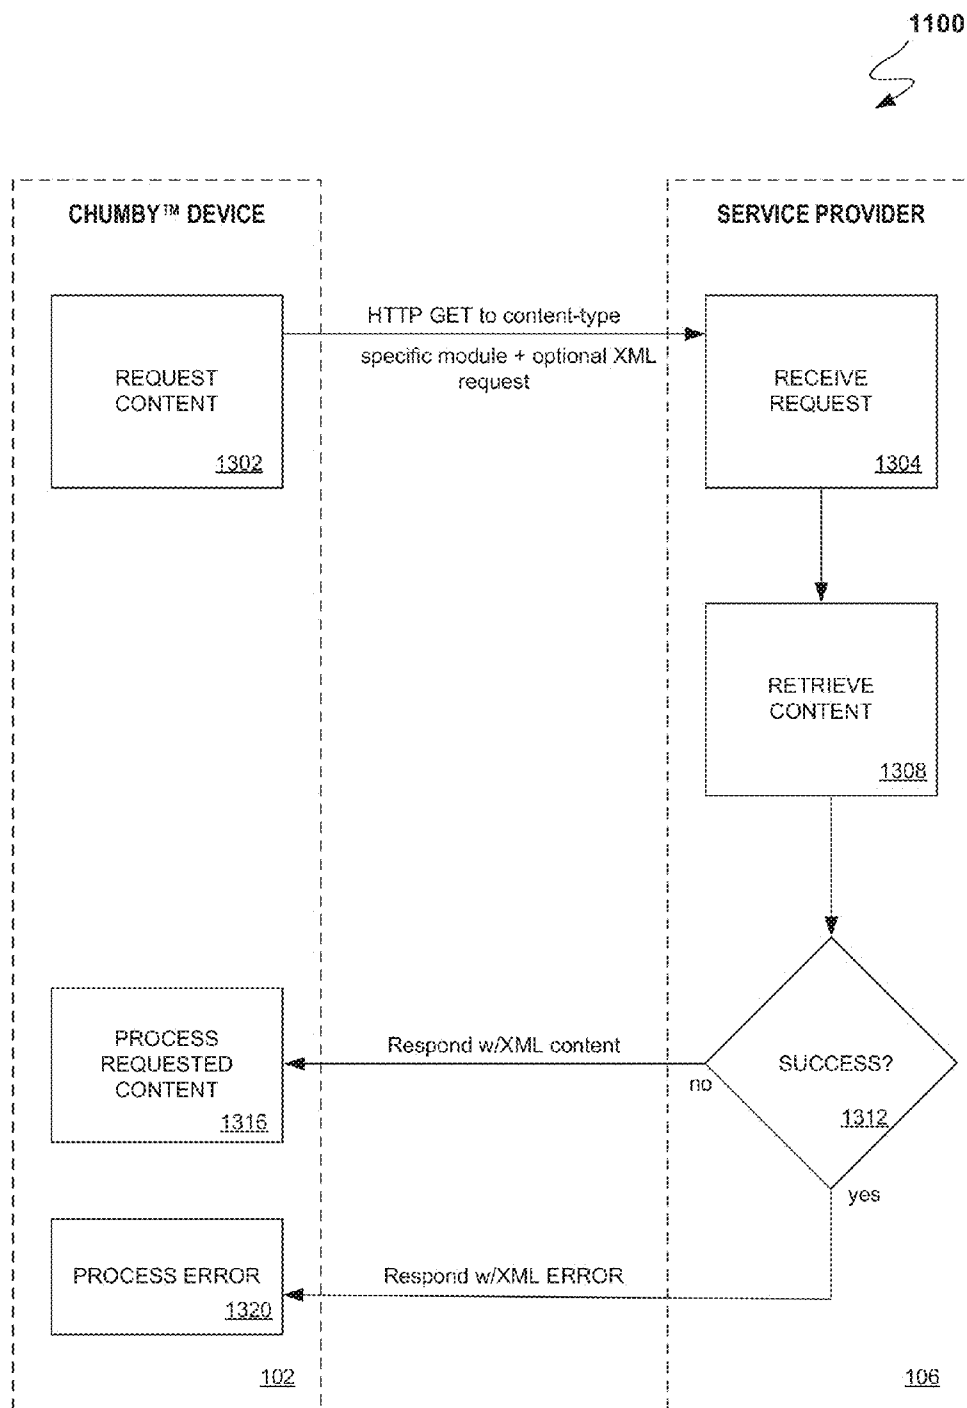 1100
CHUMBY™ DEVICE
SERVICE PROVIDER
REQUEST
CONTENT
1302
HTTP GET to content-type
specific module + optional XML
request
RECEIVE
REQUEST
1304
RETRIEVE
CONTENT
1308
PROCESS
REQUESTED
CONTENT
1316
Respond w/XML content
no
SUCCESS?
1312
yes
PROCESS ERROR
1320
Respond w/XML ERROR
102
106